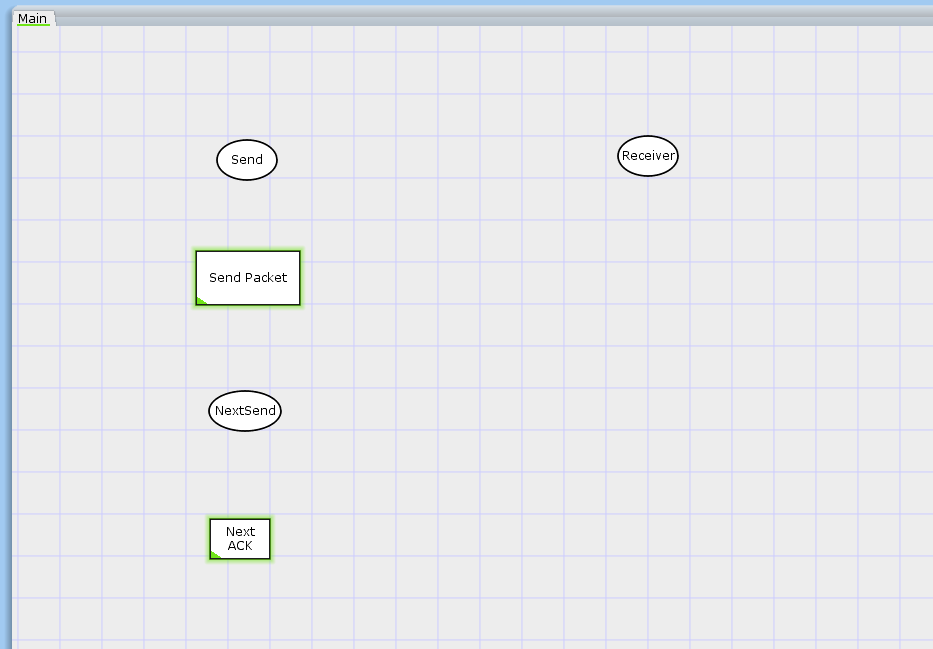 Main
Send
Receiver
Send Packet
NextSend
Next
ACK